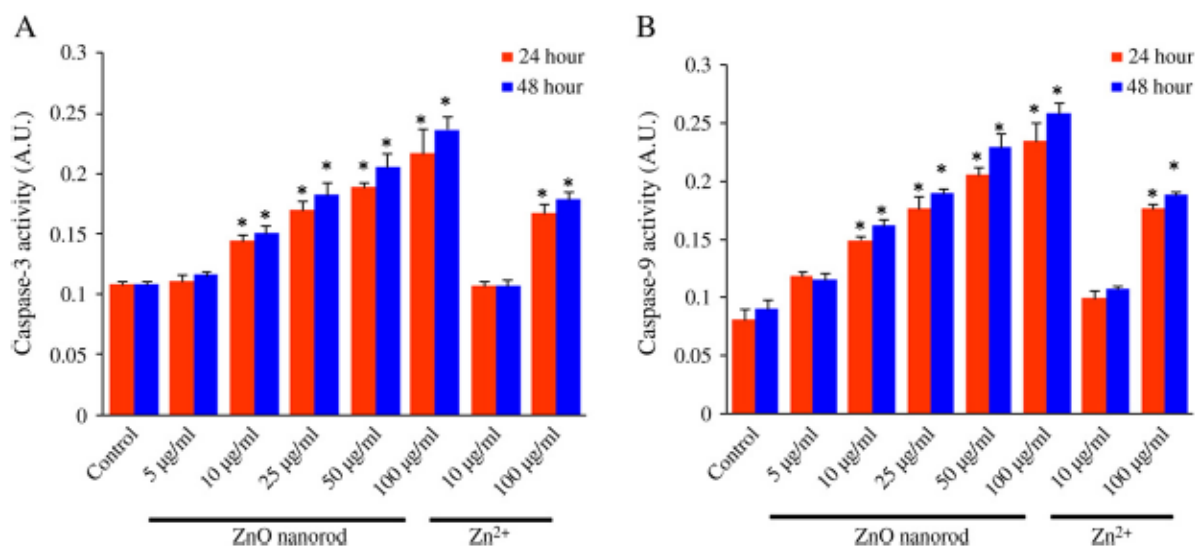 A
Caspase-3 activity (A.U.)
0.3
0.25
0.2
0.15
0.1
0.05
0
24 hour
48 hour
* * * * * * * * * *
Control
5 µg/ml
10 µg/ml
25 µg/ml
50 µg/ml
100 µg/ml
10 µg/ml
100 µg/ml
ZnO nanorod
Zn²⁺
B
Caspase-9 activity (A.U.)
0.3
0.25
0.2
0.15
0.1
0.05
0
24 hour
48 hour
* * * * * * * * * *
Control
5 µg/ml
10 µg/ml
25 µg/ml
50 µg/ml
100 µg/ml
10 µg/ml
100 µg/ml
ZnO nanorod
Zn²⁺